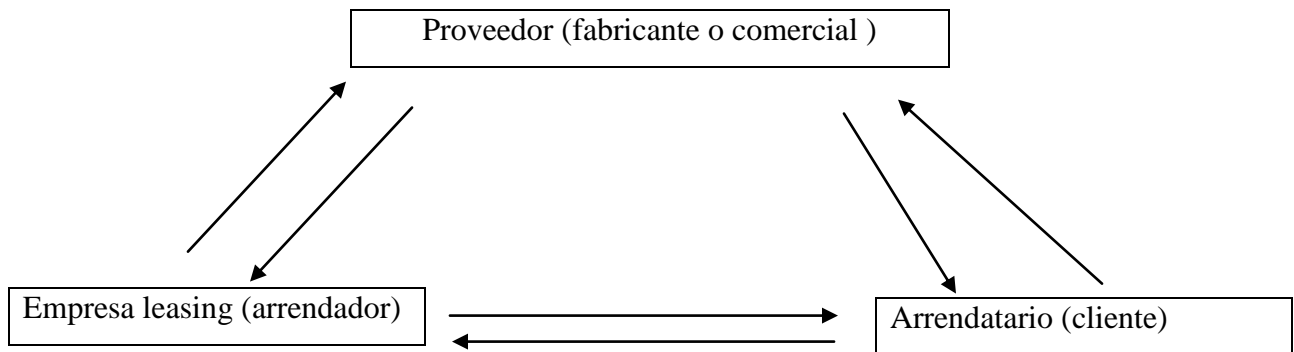 Proveedor (fabricante o comercial )
Empresa leasing (arrendador)
Arrendatario (cliente)